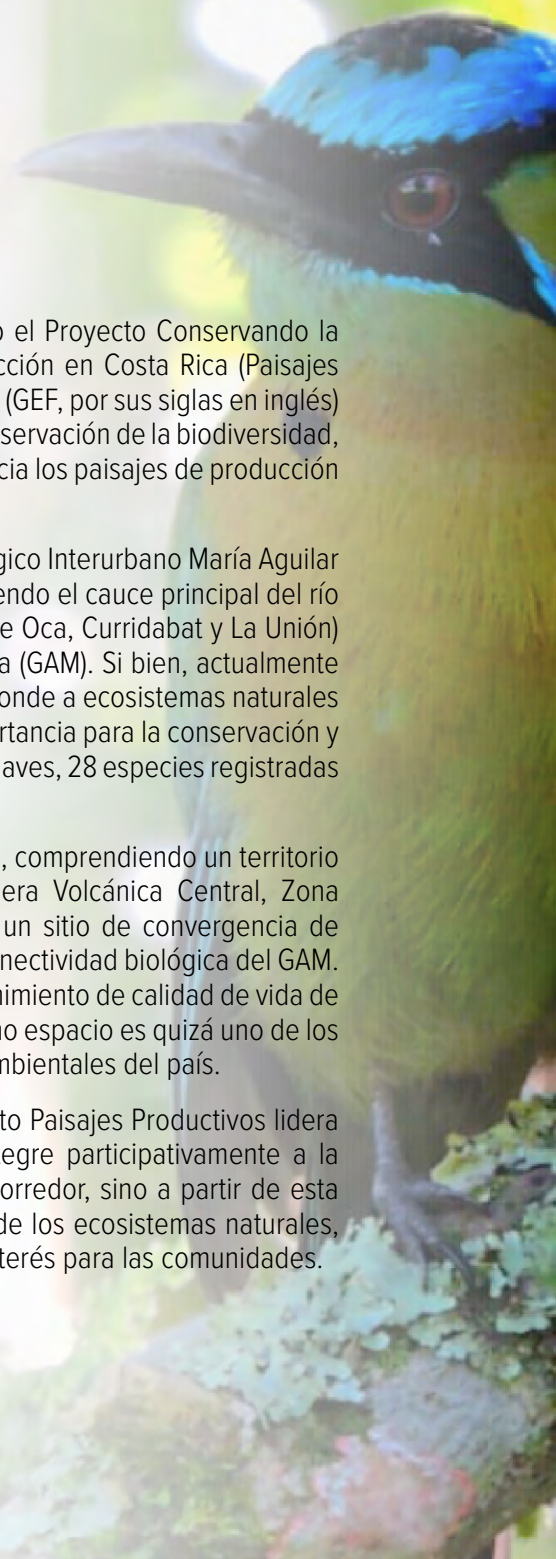 o el Proyecto Conservando la
cción en Costa Rica (Paisajes
(GEF, por sus siglas en inglés)
servación de la biodiversidad,
cia los paisajes de producción
gico Interurbano María Aguilar
endo el cauce principal del río
e Oca, Curridabat y La Unión)
a (GAM). Si bien, actualmente
onde a ecosistemas naturales
rtancia para la conservación y
aves, 28 especies registradas
, comprendiendo un territorio
era Volcánica Central, Zona
un sitio de convergencia de
nectividad biológica del GAM.
nimiento de calidad de vida de
no espacio es quizá uno de los
mbientales del país.
to Paisajes Productivos lidera
egre participativamente a la
orredor, sino a partir de esta
de los ecosistemas naturales,
terés para las comunidades.